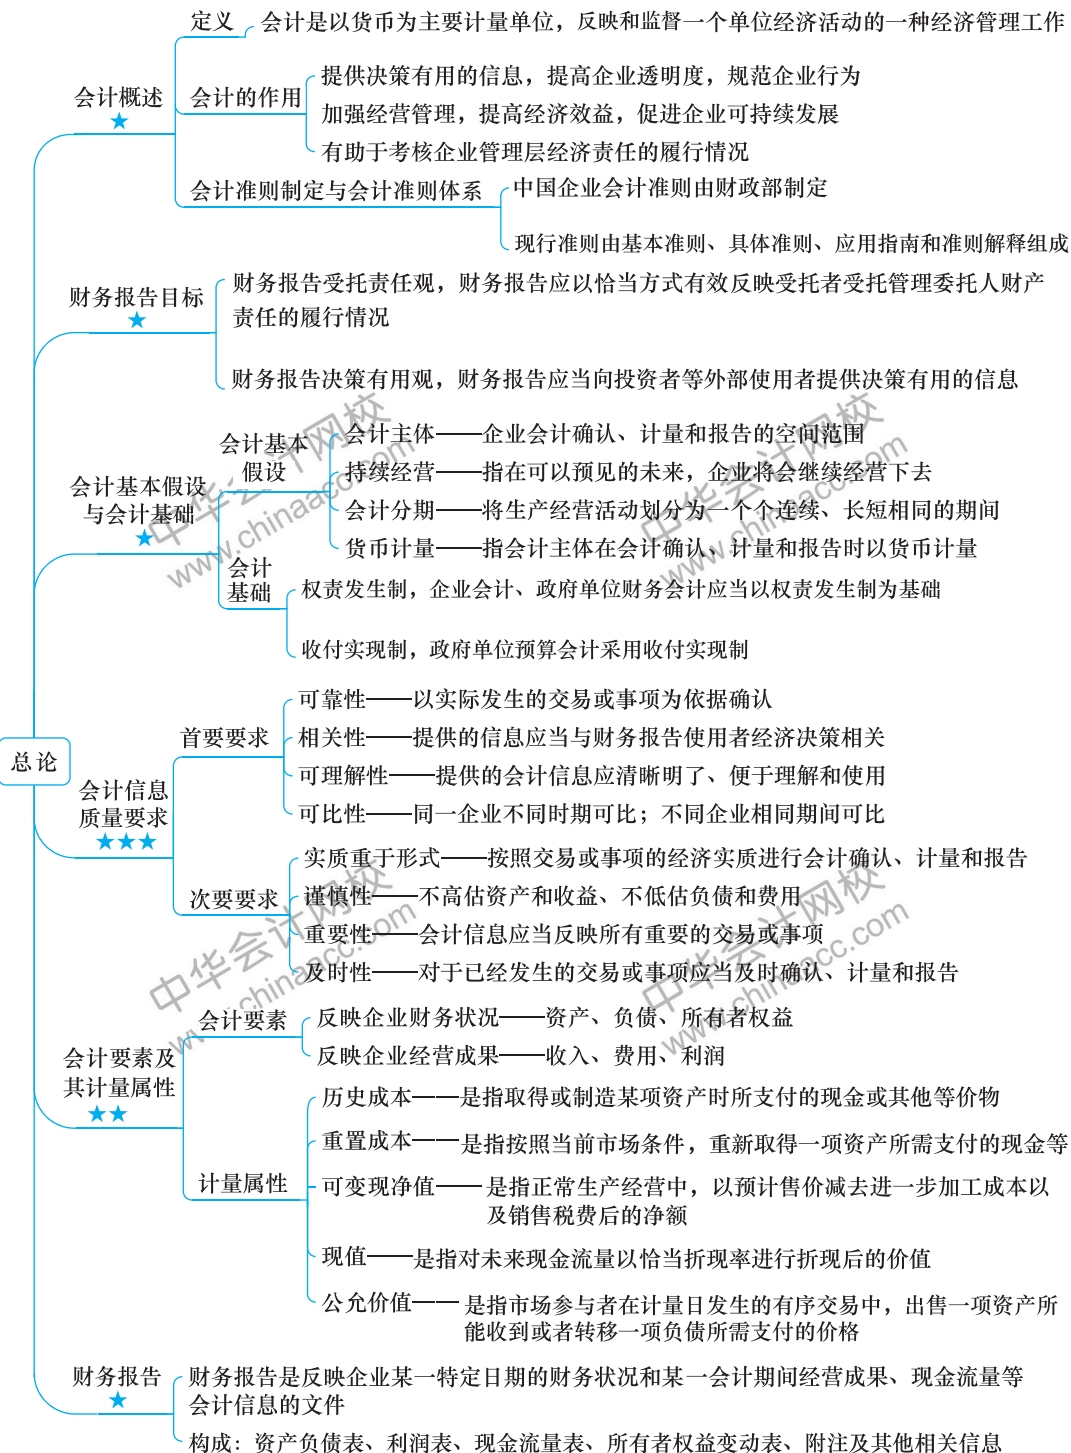 总论
会计概述
★
定义
会计是以货币为主要计量单位，反映和监督一个单位经济活动的一种经济管理工作
会计的作用
提供决策有用的信息，提高企业透明度，规范企业行为
加强经营管理，提高经济效益，促进企业可持续发展
有助于考核企业管理层经济责任的履行情况
会计准则制定与会计准则体系
中国企业会计准则由财政部制定
现行准则由基本准则、具体准则、应用指南和准则解释组成
财务报告目标
★
财务报告受托责任观，财务报告应以恰当方式有效反映受托者受托管理委托人财产
责任的履行情况
财务报告决策有用观，财务报告应当向投资者等外部使用者提供决策有用的信息
会计基本假设
与会计基础
★
会计基本
假设
会计主体——企业会计确认、计量和报告的空间范围
持续经营——指在可以预见的未来，企业将会继续经营下去
会计分期——将生产经营活动划分为一个个连续、长短相同的期间
货币计量——指会计主体在会计确认、计量和报告时以货币计量
会计
基础
权责发生制，企业会计、政府单位财务会计应当以权责发生制为基础
收付实现制，政府单位预算会计采用收付实现制
会计信息
质量要求
★★★
首要要求
可靠性——以实际发生的交易或事项为依据确认
相关性——提供的信息应当与财务报告使用者经济决策相关
可理解性——提供的会计信息应清晰明了、便于理解和使用
可比性——同一企业不同时期可比；不同企业相同期间可比
次要要求
实质重于形式——按照交易或事项的经济实质进行会计确认、计量和报告
谨慎性——不高估资产和收益、不低估负债和费用
重要性——会计信息应当反映所有重要的交易或事项
及时性——对于已经发生的交易或事项应当及时确认、计量和报告
会计要素及
其计量属性
★★
会计要素
反映企业财务状况——资产、负债、所有者权益
反映企业经营成果——收入、费用、利润
计量属性
历史成本——是指取得或制造某项资产时所支付的现金或其他等价物
重置成本——是指按照当前市场条件，重新取得一项资产所需支付的现金等
可变现净值——是指正常生产经营中，以预计售价减去进一步加工成本以
及销售税费后的净额
现值——是指对未来现金流量以恰当折现率进行折现后的价值
公允价值——是指市场参与者在计量日发生的有序交易中，出售一项资产所
能收到或者转移一项负债所需支付的价格
财务报告
★
财务报告是反映企业某一特定日期的财务状况和某一会计期间经营成果、现金流量等
会计信息的文件
构成：资产负债表、利润表、现金流量表、所有者权益变动表、附注及其他相关信息
中华会计网校
www.chinaacc.com
中华会计网校
www.chinaacc.com
中华会计网校
www.chinaacc.com
中华会计网校
www.chinaacc.com